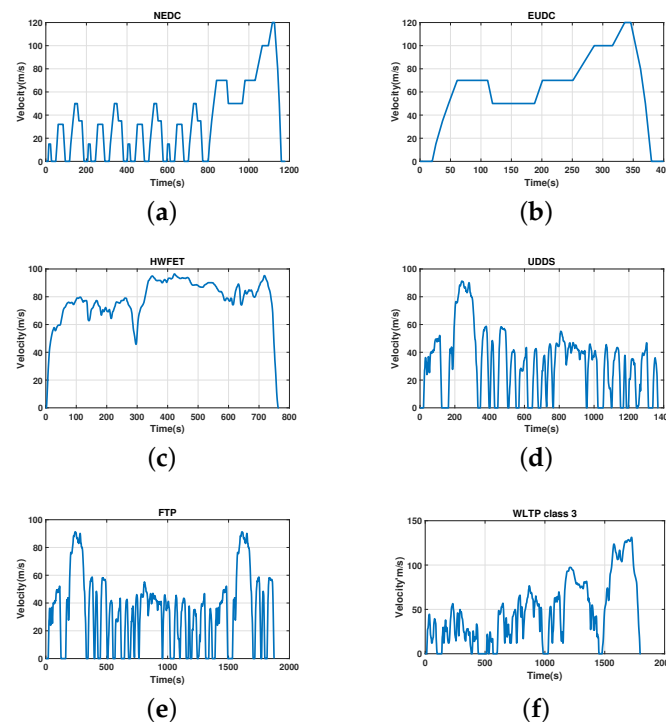 NEDC
120
100
80
60
40
20
0
Velocity(m/s)
0 200 400 600 800 1000 1200
Time(s)
(a)
EUDC
120
100
80
60
40
20
0
Velocity(m/s)
0 50 100 150 200 250 300 350 400
Time(s)
(b)
HWFET
100
80
60
40
20
0
Velocity(m/s)
0 100 200 300 400 500 600 700 800
Time(s)
(c)
UDDS
100
80
60
40
20
0
Velocity(m/s)
0 200 400 600 800 1000 1200 1400
Time(s)
(d)
FTP
100
80
60
40
20
0
Velocity(m/s)
0 500 1000 1500 2000
Time(s)
(e)
WLTP class 3
150
100
50
0
Velocity(m/s)
0 500 1000 1500 200
Time(s)
(f)